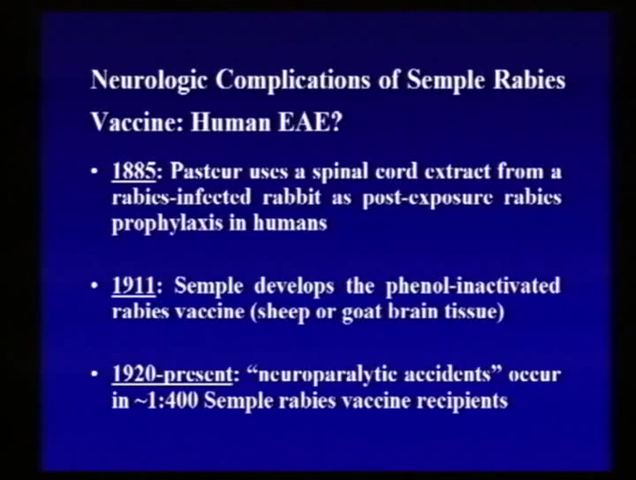 Neurologic Complications of Semple Rabies
Vaccine: Human EAE?
• 1885: Pasteur uses a spinal cord extract from a
rabies-infected rabbit as post-exposure rabies
prophylaxis in humans
• 1911: Semple develops the phenol-inactivated
rabies vaccine (sheep or goat brain tissue)
• 1920-present: “neuroparalytic accidents” occur
in ~1:400 Semple rabies vaccine recipients